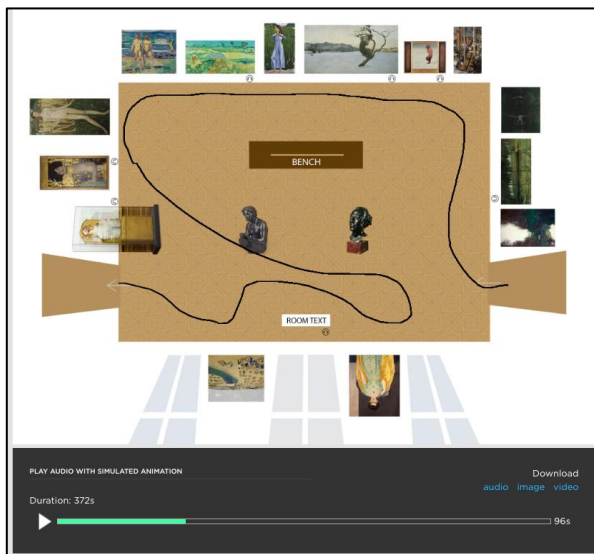 BENCH
ROOM TEXT
PLAY AUDIO WITH SIMULATED ANIMATION
Download
audio image video
Duration: 372s
96s